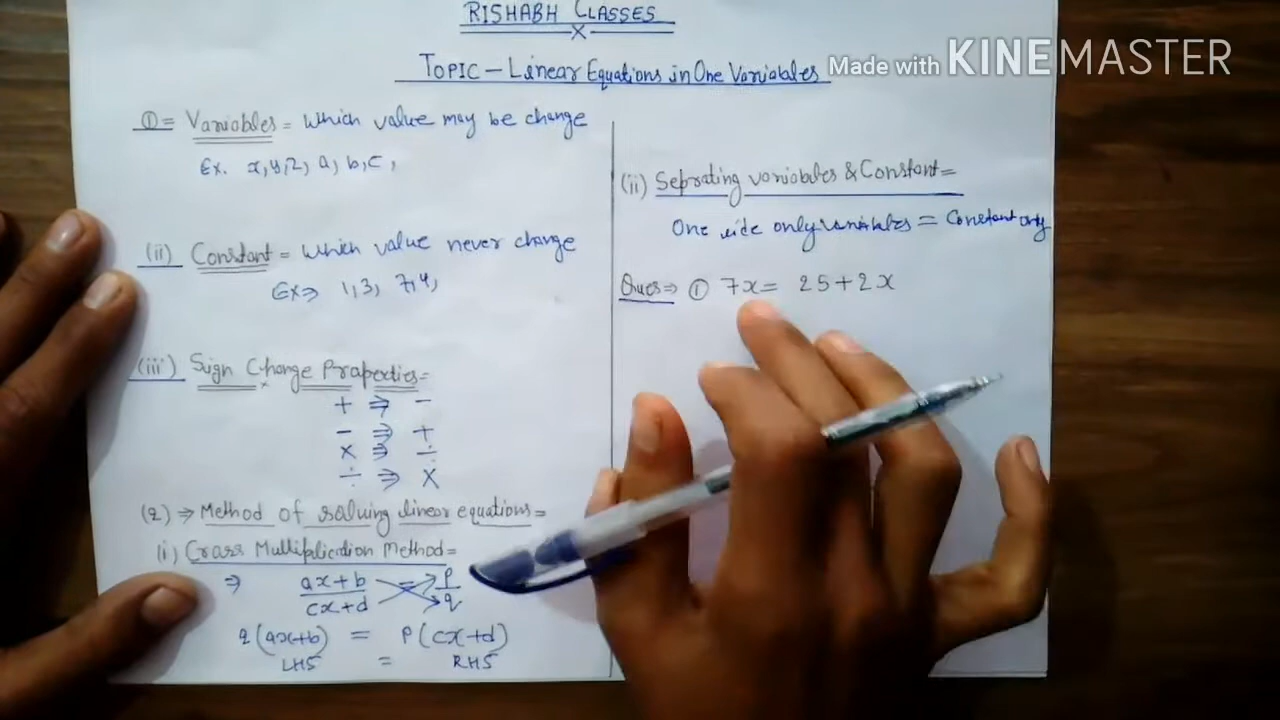 RISHABH CLASSES
x
TOPIC - Linear Equations in One Variables
Made with KINEMASTER
① = Variables = Which value may be change
Ex. x, y, z, a, b, c,
(ii) Constant = Which value never change
Ex ⇒ 1, 3, 7, 4,
(iii) Sign Change Praperties =
+ ⇒ -
- ⇒ +
× ⇒ ÷
÷ ⇒ ×
(2) ⇒ Method of soluing linear equations =
(i) Crass Multiplication Method =
⇒ ax+b/cx+d = p/q
q(ax+b) = p(cx+d)
LHS = RHS
(ii) Seprating variables & Constant =
One side only variables = Constant only
Ques ⇒ ① 7x = 25+2x